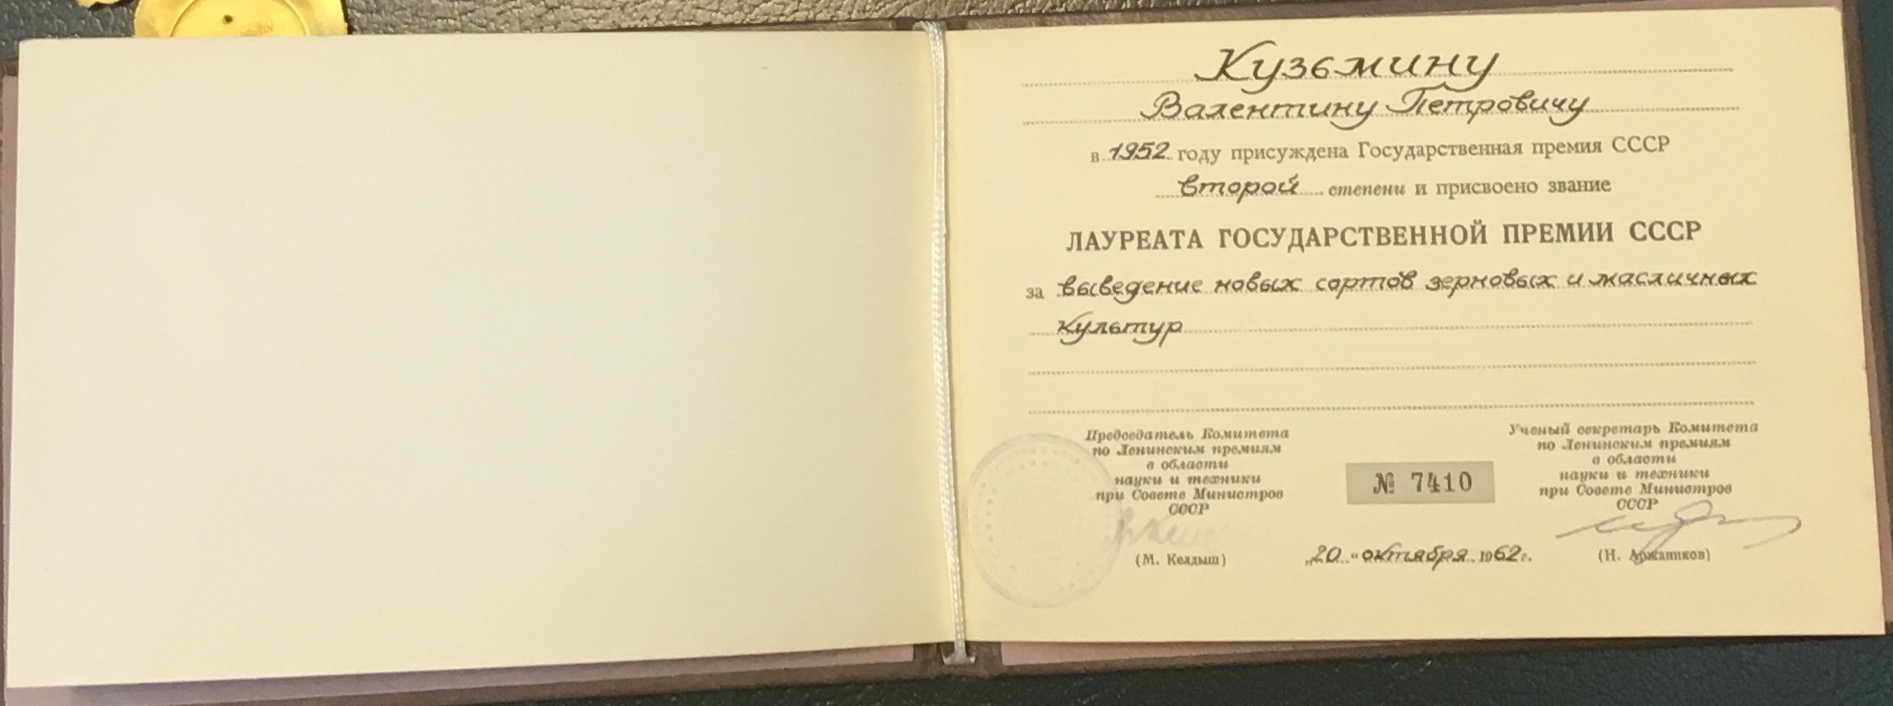 Кузьмину
Валентину Петровичу
в 1952 году присуждена Государственная премия СССР
второй степени и присвоено звание
ЛАУРЕАТА ГОСУДАРСТВЕННОЙ ПРЕМИИ СССР
за выведение новых сортов зерновых и масличных
культур
Председатель Комитета
по Ленинским премиям
в области
науки и техники
при Совете Министров
СССР
(М. Келдыш)
№ 7410
„20 “ октября 1962 г.
Ученый секретарь Комитета
по Ленинским премиям
в области
науки и техники
при Совете Министров
СССР
(Н. Аржаников)